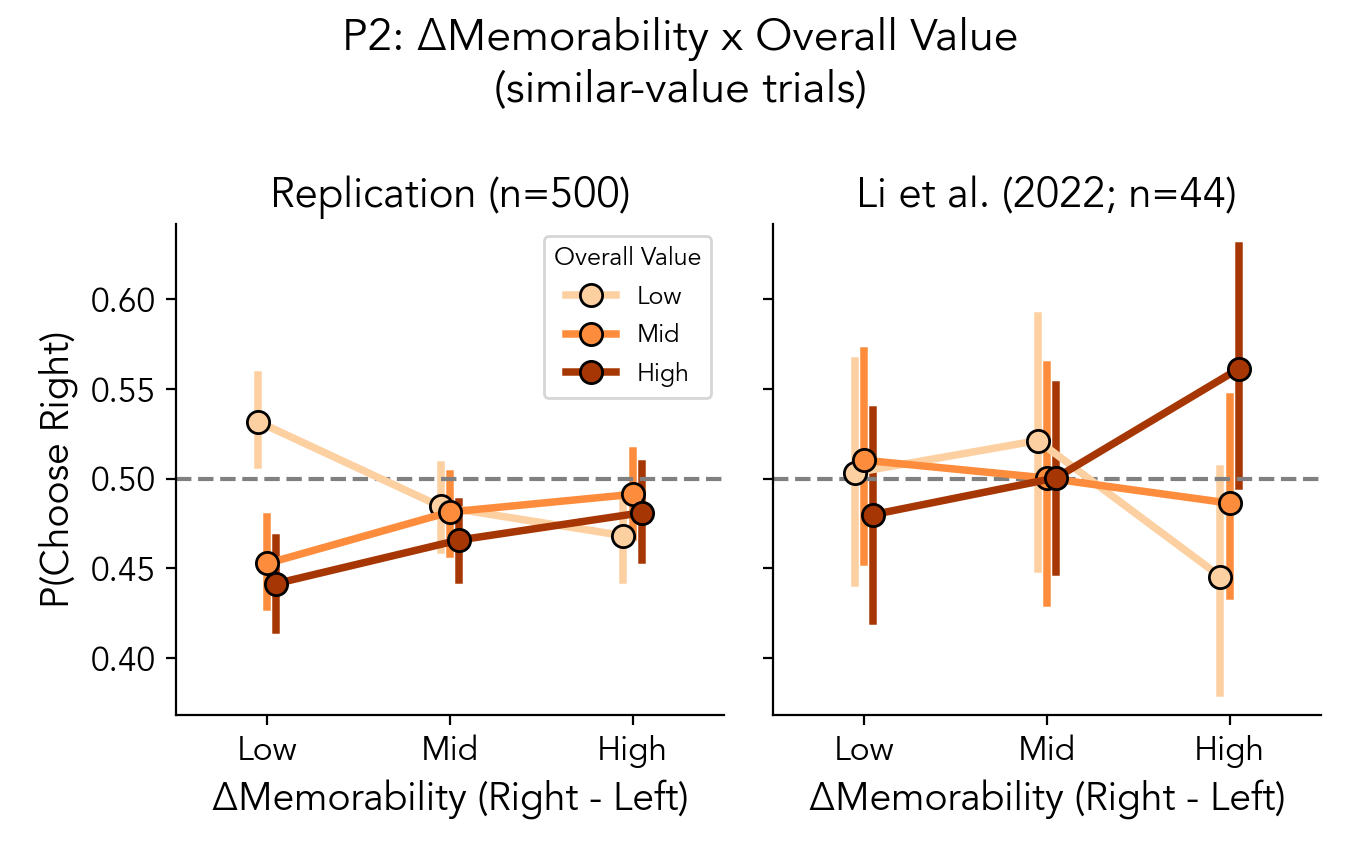 P2: ΔMemorability x Overall Value
(similar-value trials)
Replication (n=500)
Li et al. (2022; n=44)
P(Choose Right)
0.60
0.55
0.50
0.45
0.40
Overall Value
Low
Mid
High
Low
Mid
High
Low
Mid
High
ΔMemorability (Right - Left)
ΔMemorability (Right - Left)